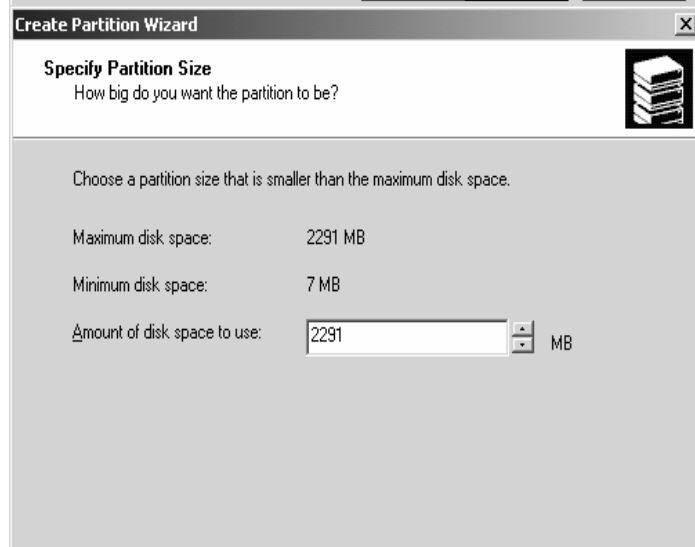 Create Partition Wizard
Specify Partition Size
How big do you want the partition to be?
Choose a partition size that is smaller than the maximum disk space.
Maximum disk space: 2291 MB
Minimum disk space: 7 MB
Amount of disk space to use: 2291 MB